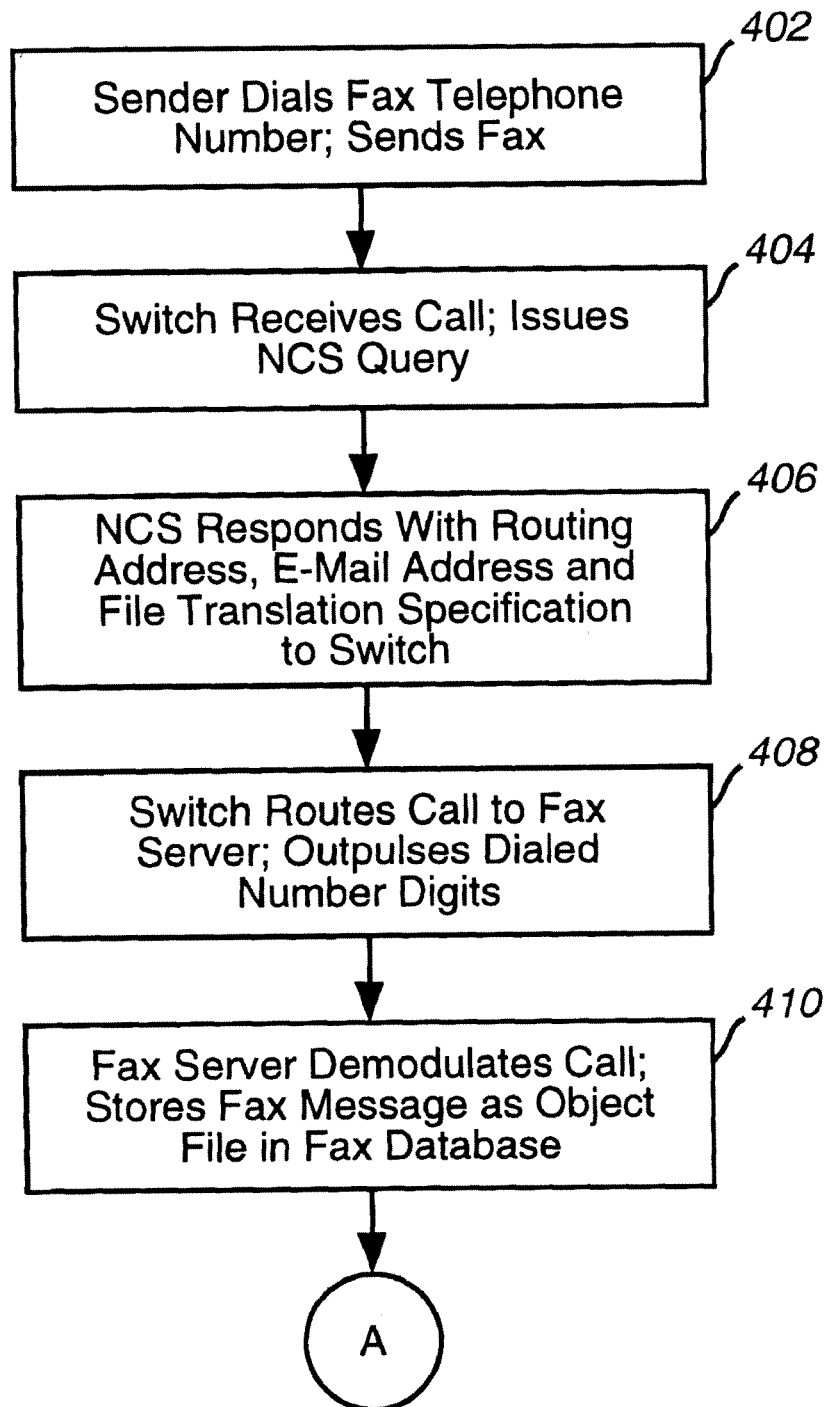 402
Sender Dials Fax Telephone
Number; Sends Fax
404
Switch Receives Call; Issues
NCS Query
406
NCS Responds With Routing
Address, E-Mail Address and
File Translation Specification
to Switch
408
Switch Routes Call to Fax
Server; Outpulses Dialed
Number Digits
410
Fax Server Demodulates Call;
Stores Fax Message as Object
File in Fax Database
A